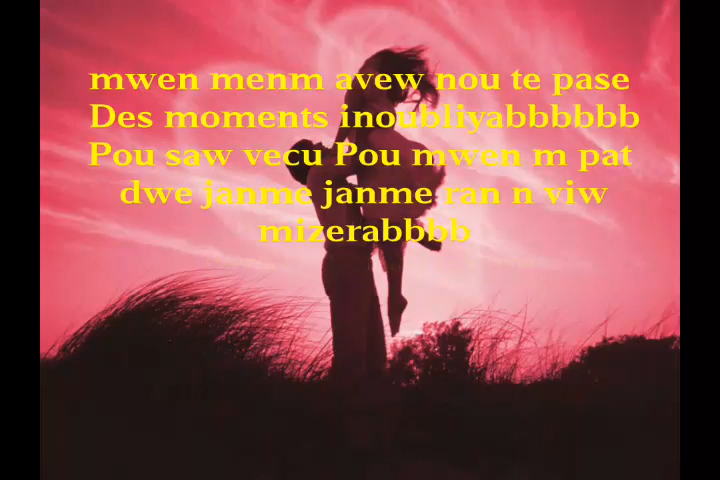 mwen menm avew nou te pase
Des moments inoubliyabbbbbb
Pou saw vecu Pou mwen m pat
dwe janme janme ran n viw
mizerabbbb